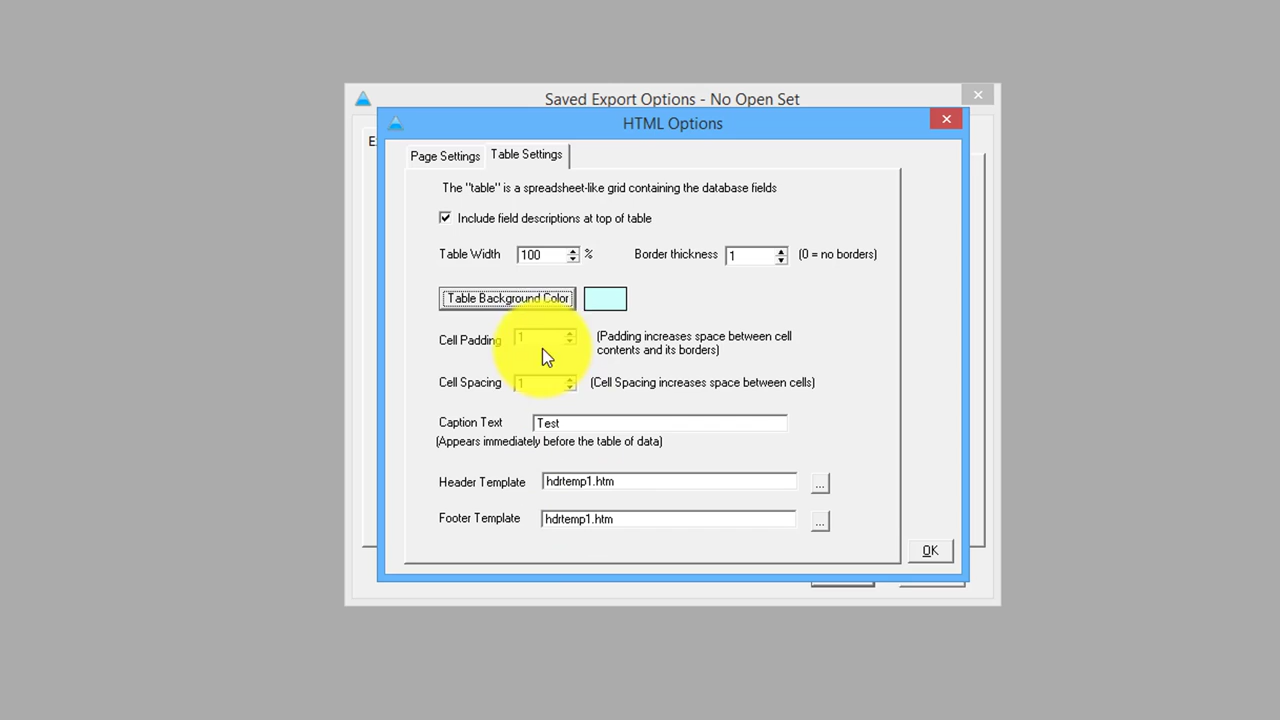 Saved Export Options - No Open Set
HTML Options
E
Page Settings
Table Settings
The "table" is a spreadsheet-like grid containing the database fields
Include field descriptions at top of table
Table Width 100 % Border thickness 1 (0 = no borders)
Table Background Color
Cell Padding 1 (Padding increases space between cell
contents and its borders)
Cell Spacing 1 (Cell Spacing increases space between cells)
Caption Text Test
(Appears immediately before the table of data)
Header Template hdrtemp1.htm ...
Footer Template hdrtemp1.htm ...
OK